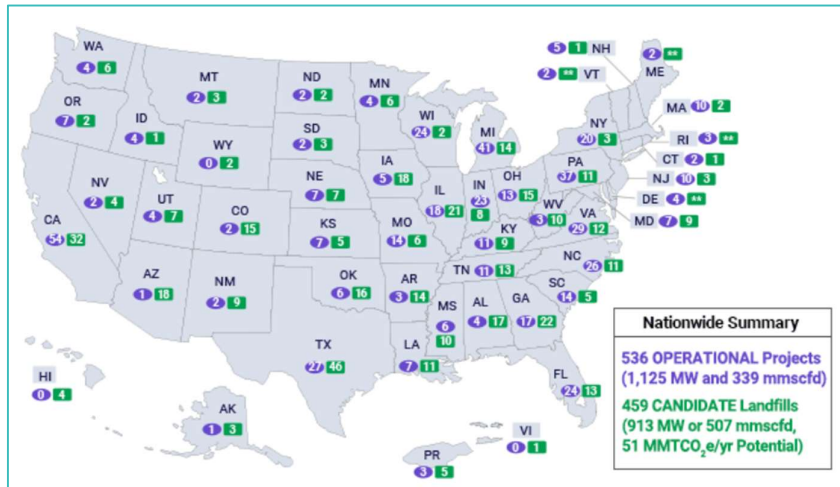 WA
4 6
MT
2 3
ND
2 2
MN
4 6
5 1 NH
2 ** VT
2 **
ME
OR
7 2
ID
4 1
WY
0 2
SD
2 3
WI
24 2
MI
41 14
NY
20 3
MA 10 2
RI 3 **
CT 2 1
NJ 10 3
DE 4 **
MD 7 9
NV
2 4
UT
4 7
CO
2 15
NE
7 7
IA
5 18
IL
21
IN
23
8
OH
13 15
PA
37 11
WV
3 10
VA
29 12
CA
54 32
KS
7 5
MO
14 6
KY
11 9
NC 26 11
TN 11 13
SC
14 5
AZ
1 18
NM
2 9
OK
6 16
AR
3 14
MS
6
10
AL
4 17
GA
17 22
TX
27 46
LA
7 11
FL
24 13
HI
0 4
AK
1 3
PR
3 5
VI
0 1
Nationwide Summary
536 OPERATIONAL Projects
(1,125 MW and 339 mmscfd)
459 CANDIDATE Landfills
(913 MW or 507 mmscfd,
51 MMTCO₂e/yr Potential)